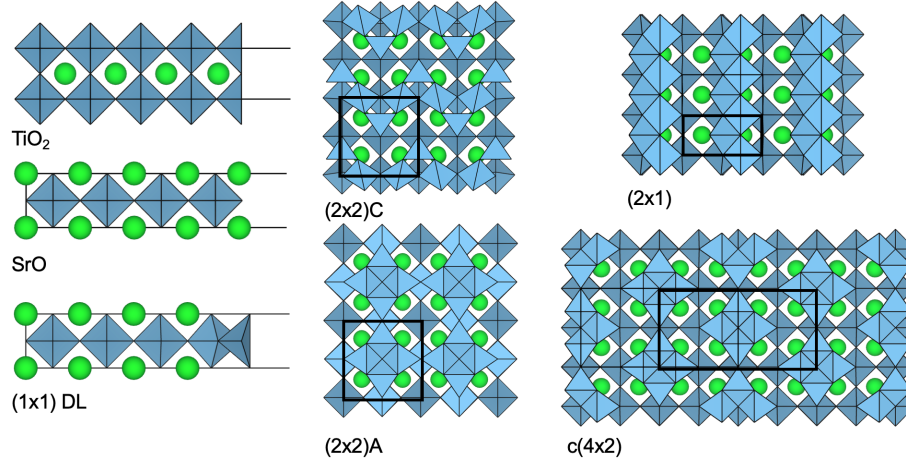 TiO₂
SrO
(1x1) DL
(2x2)C
(2x2)A
(2x1)
c(4x2)